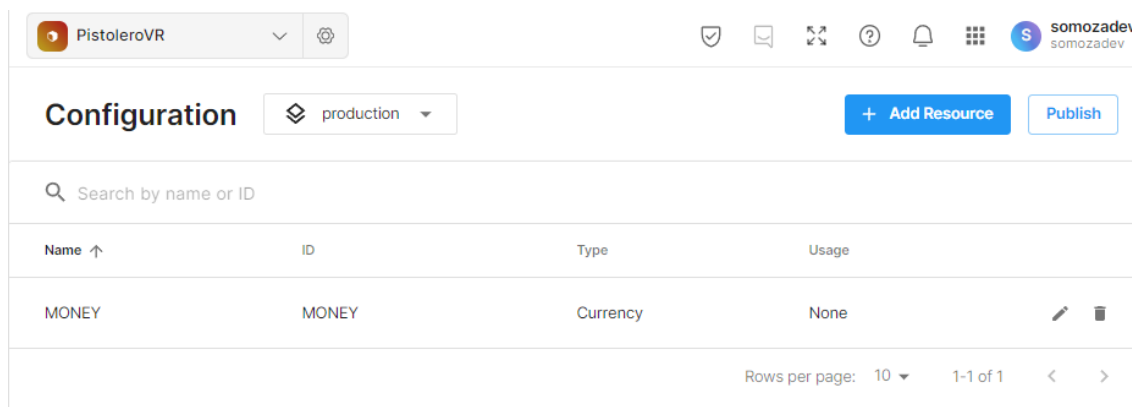 PistoleroVR
S
somozadev
somozadev
Configuration
production
+ Add Resource
Publish
Search by name or ID
Name ID Type Usage
MONEY MONEY Currency None
Rows per page: 10 1-1 of 1